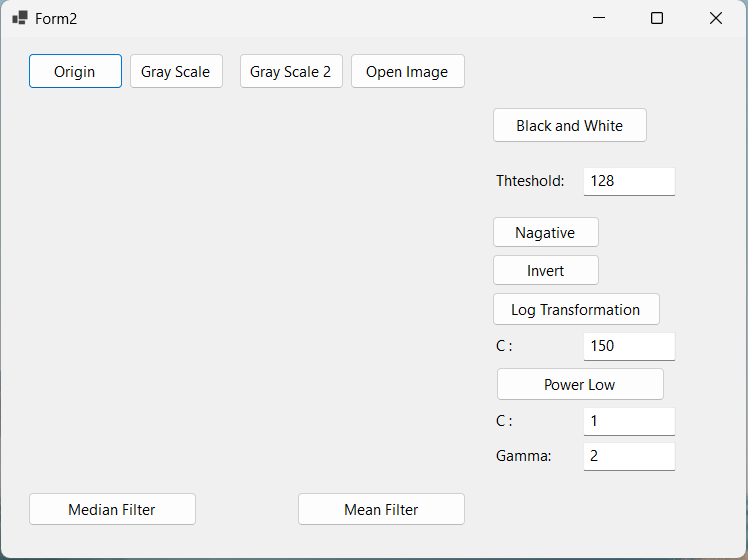 Form2
Origin Gray Scale Gray Scale 2 Open Image
Black and White
Thteshold: 128
Nagative
Invert
Log Transformation
C : 150
Power Low
C : 1
Gamma: 2
Median Filter Mean Filter